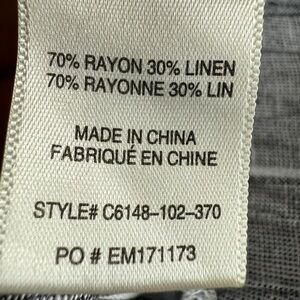 70% RAYON 30% LINEN
70% RAYONNE 30% LIN
MADE IN CHINA
FABRIQUÉ EN CHINE
STYLE# C6148-102-370
PO # EM171173